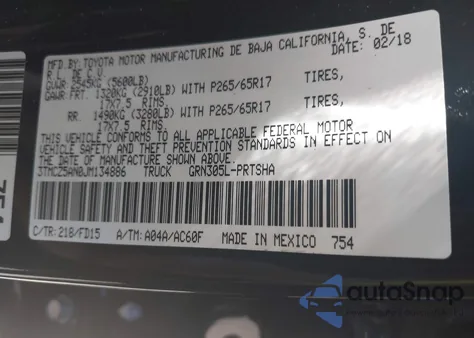 MFD BY: TOYOTA MOTOR MANUFACTURING DE BAJA CALIFORNIA, S. DE
R.L. DE C.V. DATE: 02/18
GVWR: 2540KG (5600LB)
GAWR FRT. 1320KG (2910LB) WITH P265/65R17 TIRES,
17X7.5 RIMS
RR. 1490KG (3280LB) WITH P265/65R17 TIRES,
17X7.5 RIMS
THIS VEHICLE CONFORMS TO ALL APPLICABLE FEDERAL MOTOR
VEHICLE SAFETY AND THEFT PREVENTION STANDARDS IN EFFECT ON
THE DATE OF MANUFACTURE SHOWN ABOVE.
3TMCZ5AN0JM134886 TRUCK GRN305L-PRTSHA
C/TR: 218/FD15 A/TM: A04A/AC60F MADE IN MEXICO 754
754
autoSnap